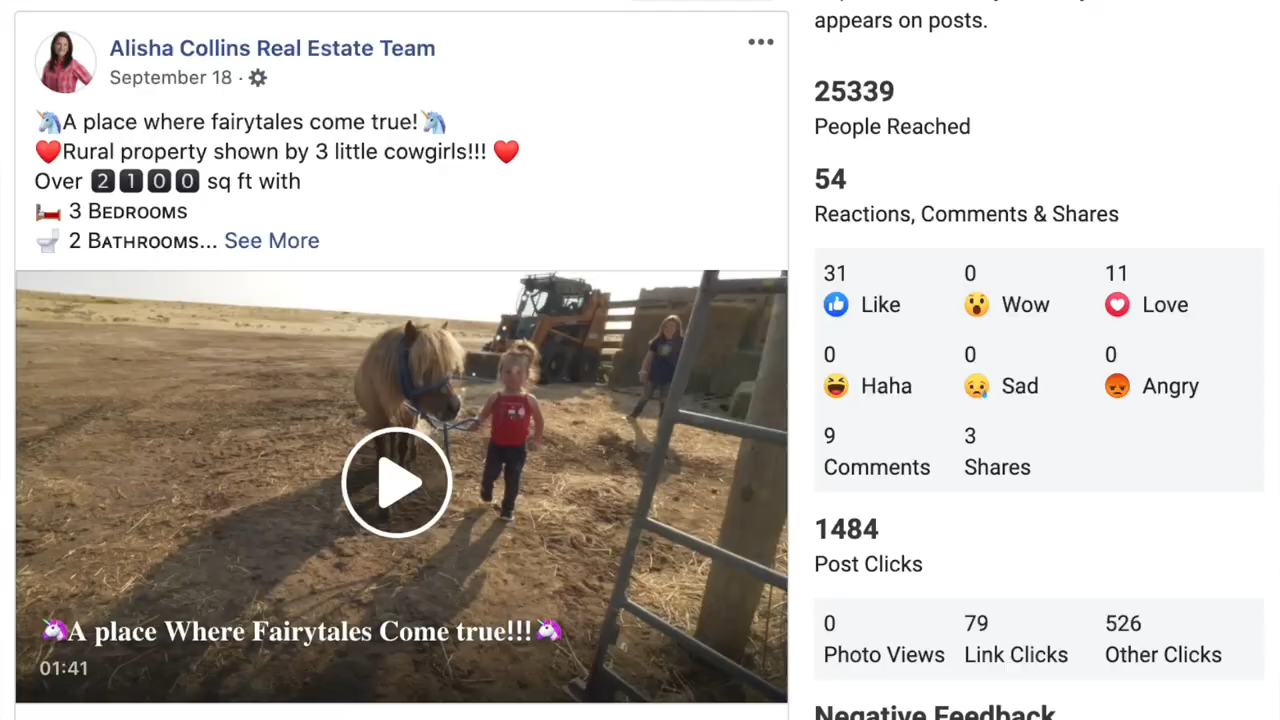 Alisha Collins Real Estate Team
September 18 ·
🦄A place where fairytales come true!🦄
❤️Rural property shown by 3 little cowgirls!!! ❤️
Over 2100 sq ft with
🛏️ 3 Bedrooms
🚽 2 Bathrooms... See More
🦄A place Where Fairytales Come true!!!🦄
01:41
appears on posts.
25339
People Reached
54
Reactions, Comments & Shares
31 0 11
Like Wow Love
0 0 0
Haha Sad Angry
9 3
Comments Shares
1484
Post Clicks
0 79 526
Photo Views Link Clicks Other Clicks
Negative Feedback